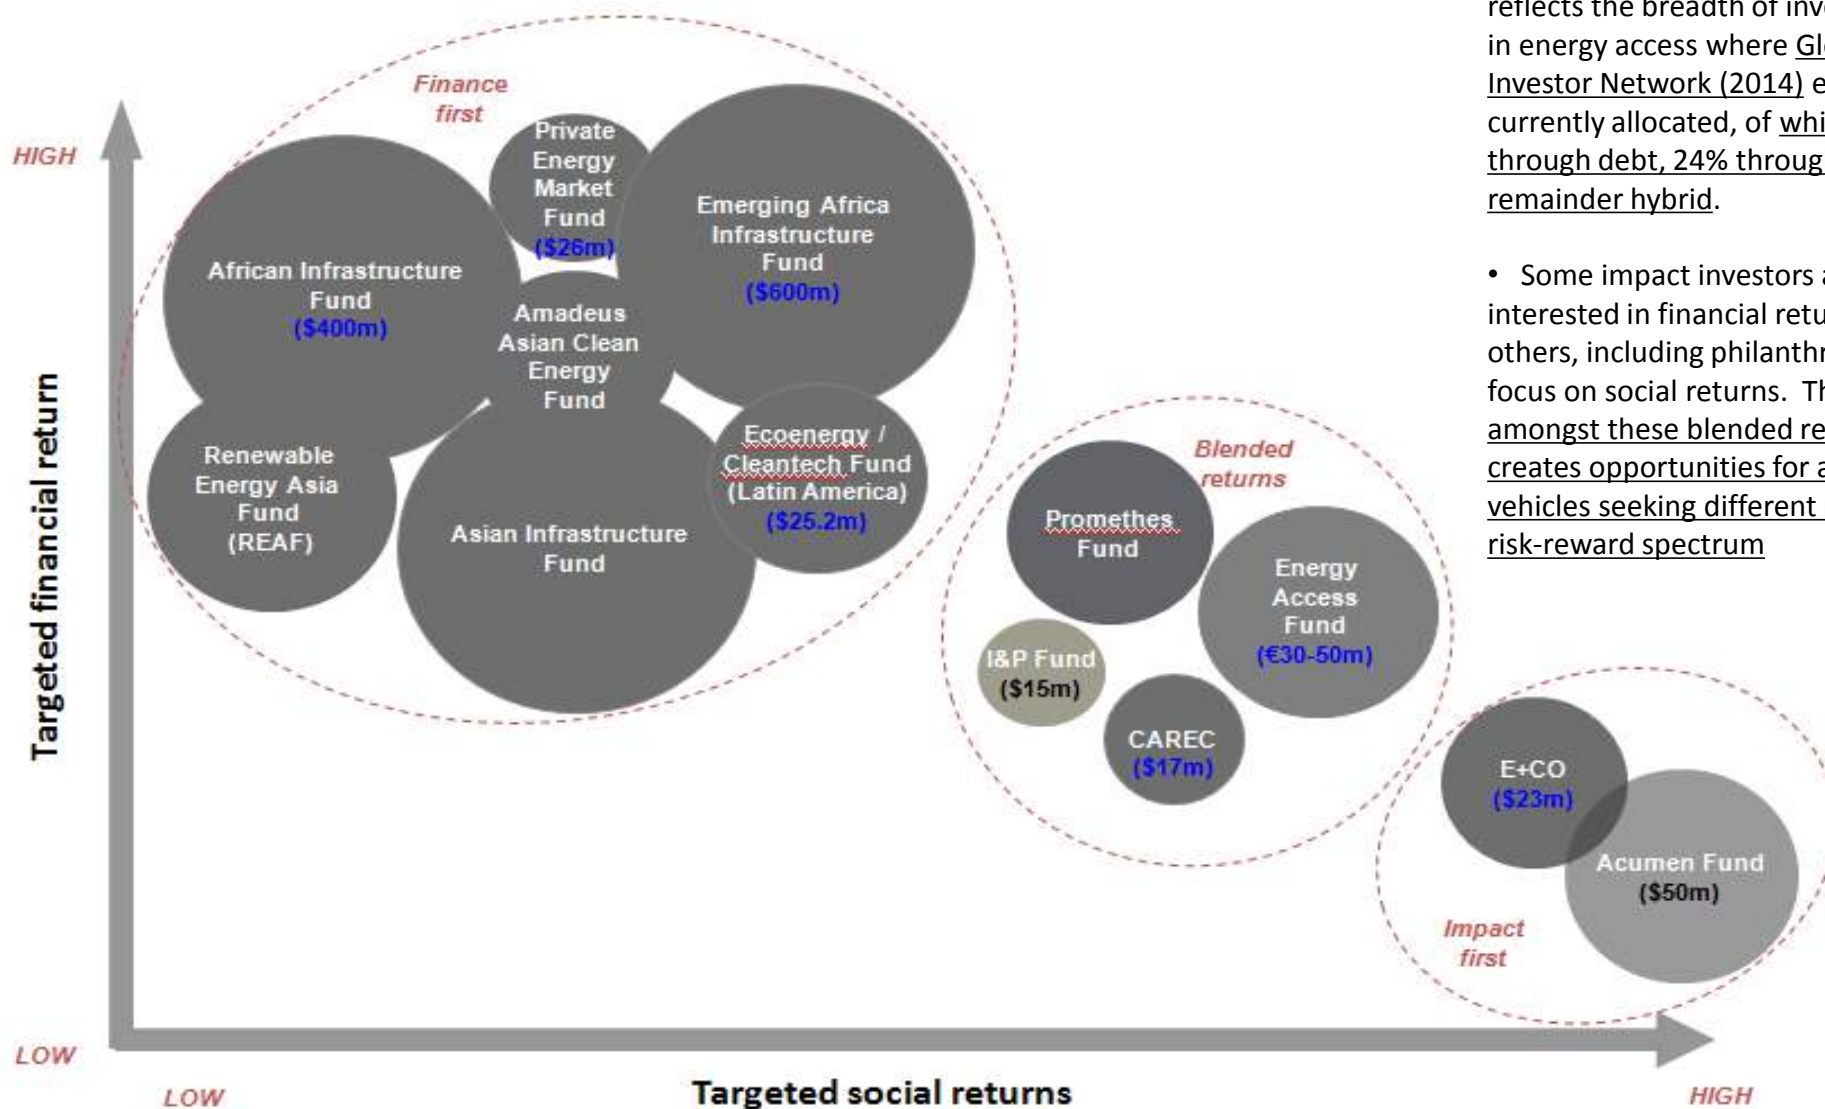 Finance
first
HIGH
Private
Energy
Market
Fund
($26m)
African Infrastructure
Fund
($400m)
Emerging Africa
Infrastructure
Fund
($600m)
Amadeus
Asian Clean
Energy
Fund
Renewable
Energy Asia
Fund
(REAF)
Asian Infrastructure
Fund
Ecoenergy /
Cleantech Fund
(Latin America)
($25.2m)
Targeted financial return
Blended
returns
Promethes
Fund
Energy
Access
Fund
(€30-50m)
I&P Fund
($15m)
CAREC
($17m)
E+CO
($23m)
Acumen Fund
($50m)
Impact
first
LOW
LOW
Targeted social returns
HIGH
reflects the breadth of
in energy access where
Investor Network (2014)
currently allocated, of
through debt, 24%
remainder hybrid.
• Some impact investors
interested in financial
others, including
focus on social returns.
amongst these blended
creates opportunities for
vehicles seeking different
risk-reward spectrum